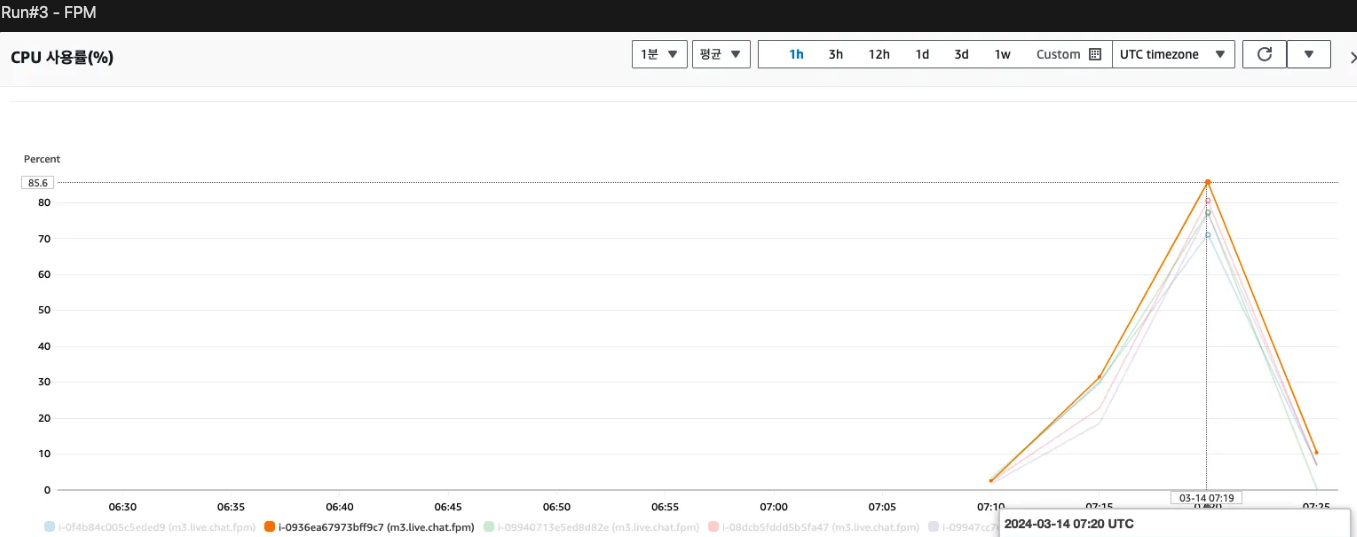 Run#3 - FPM
CPU 사용률(%)
1분 ▼ 평균 ▼ 1h 3h 12h 1d 3d 1w Custom UTC timezone ▼
Percent
85.6
80
70
60
50
40
30
20
10
0
06:30 06:35 06:40 06:45 06:50 06:55 07:00 07:05 07:10 07:15 07:25
03-14 07:19
i-0f4b84c005c5eded9 (m3.live.chat.fpm) i-0936ea67973bff9c7 (m3.live.chat.fpm) i-09940713e5ed8d82e (m3.live.chat.fpm) i-08dcb5fddd5b5fa47 (m3.live.chat.fpm)
2024-03-14 07:20 UTC